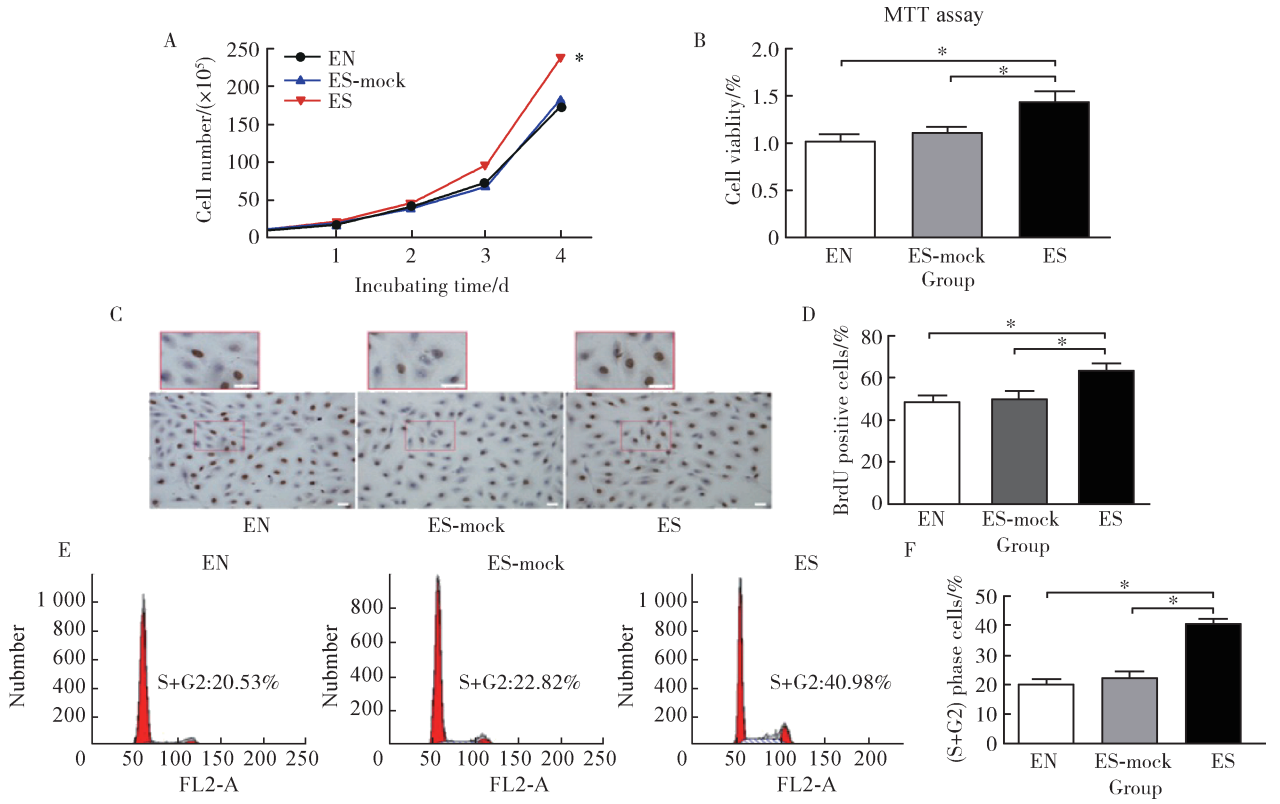 MTT assay
A
250
200
150
100
50
0
Cell number/(×10⁵)
EN
ES-mock
ES
*
1 2 3 4
Incubating time/d
B
2.0
1.5
1.0
0.5
0
Cell viablity/%
*
*
EN ES-mock ES
Group
C
EN ES-mock ES
D
80
60
40
20
0
BrdU positive cells/%
*
*
EN ES-mock ES
Group
E
EN
1 000
800
600
400
200
Nubmber
S+G2:20.53%
0 50 100 150 200 250
FL2-A
ES-mock
800
600
400
200
Nubmber
S+G2:22.82%
0 50 100 150 250
FL2-A
ES
1 000
800
600
400
200
Nubmber
S+G2:40.98%
0 50 100 150 200
FL2-A
F
50
40
30
20
10
0
(S+G2) phase cells/%
*
*
EN ES-mock ES
Group